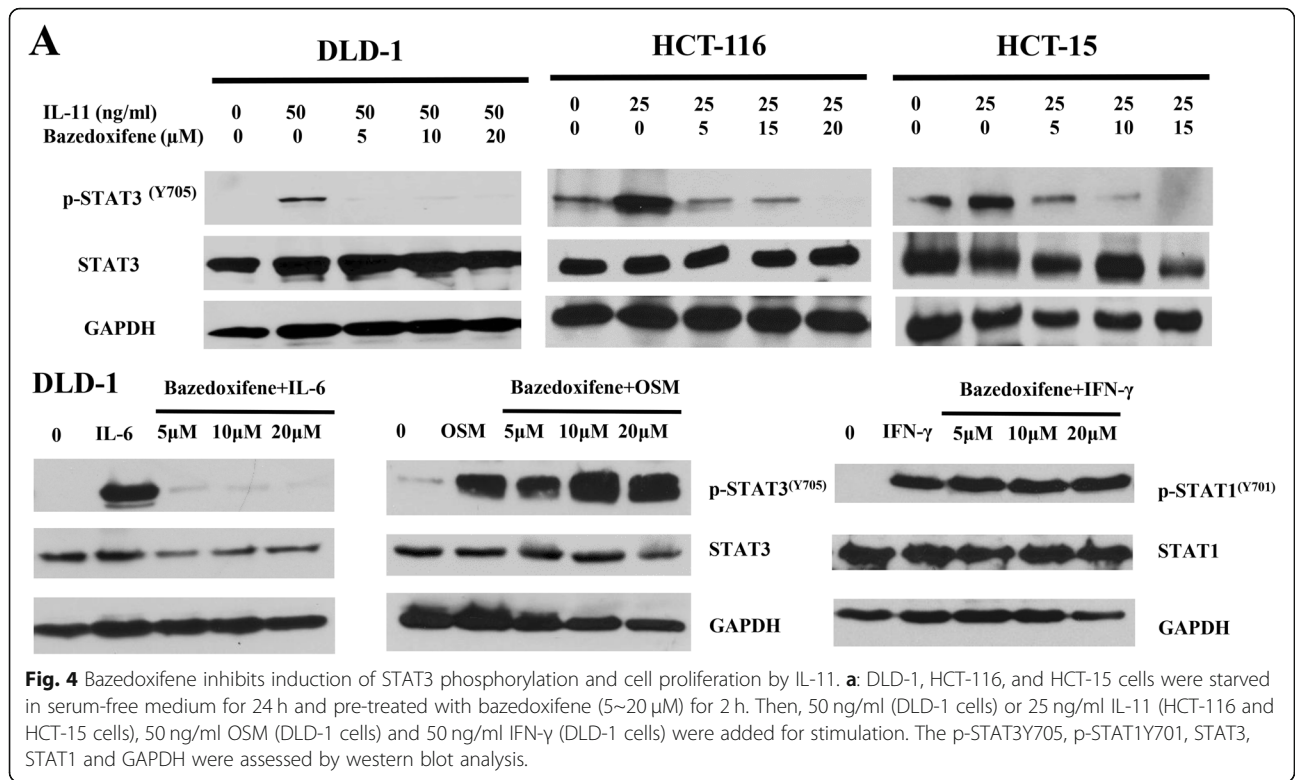 A
DLD-1 HCT-116 HCT-15
IL-11 (ng/ml) 0 50 50 50 50 0 25 25 25 25 0 25 25 25 25
Bazedoxifene (μM) 0 0 5 10 20 0 0 5 15 20 0 0 5 10 15
p-STAT3 (Y705)
STAT3
GAPDH
DLD-1 Bazedoxifene+IL-6 Bazedoxifene+OSM Bazedoxifene+IFN-γ
0 IL-6 5μM 10μM 20μM 0 OSM 5μM 10μM 20μM 0 IFN-γ 5μM 10μM 20μM
p-STAT3(Y705) p-STAT1(Y701)
STAT3 STAT1
GAPDH GAPDH
Fig. 4 Bazedoxifene inhibits induction of STAT3 phosphorylation and cell proliferation by IL-11. a: DLD-1, HCT-116, and HCT-15 cells were starved
in serum-free medium for 24 h and pre-treated with bazedoxifene (5~20 μM) for 2 h. Then, 50 ng/ml (DLD-1 cells) or 25 ng/ml IL-11 (HCT-116 and
HCT-15 cells), 50 ng/ml OSM (DLD-1 cells) and 50 ng/ml IFN-γ (DLD-1 cells) were added for stimulation. The p-STAT3Y705, p-STAT1Y701, STAT3,
STAT1 and GAPDH were assessed by western blot analysis.